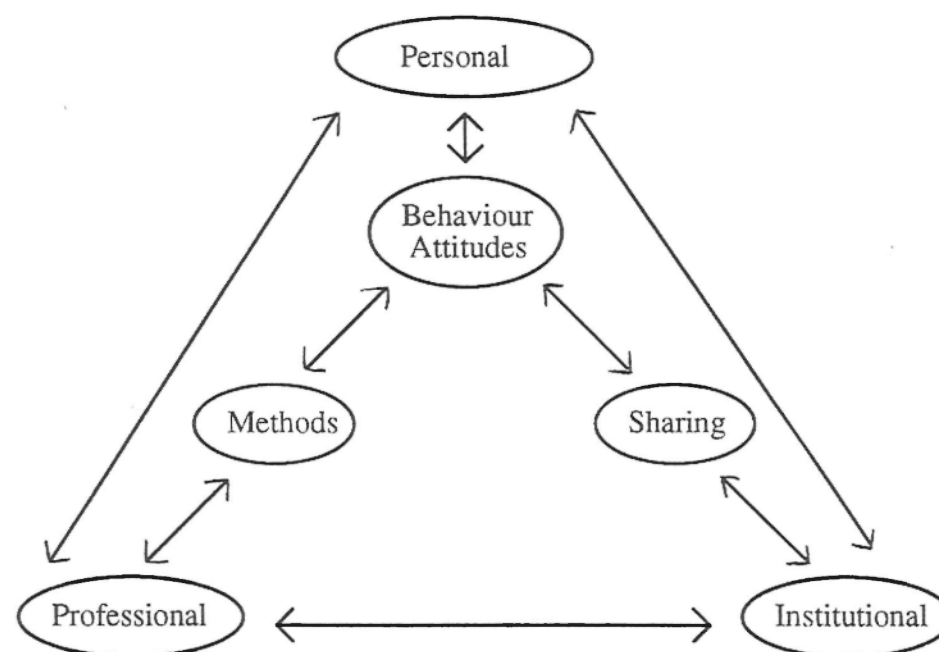 Personal
Behaviour
Attitudes
Methods
Sharing
Professional
Institutional